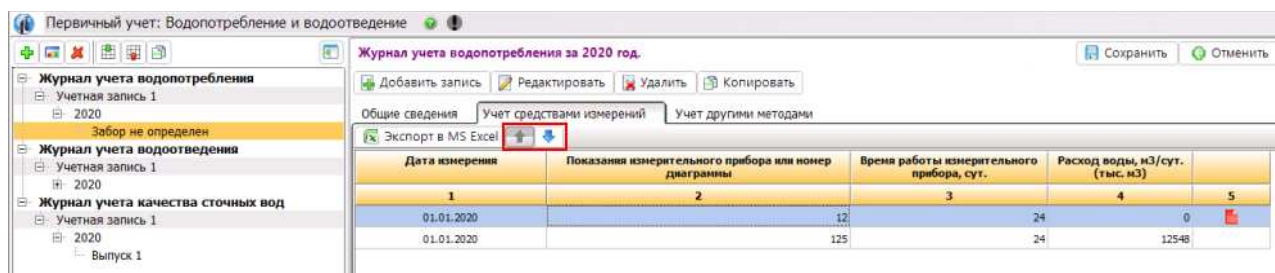 Первичный учет: Водопотребление и водоотведение
Журнал учета водопотребления
Учетная запись 1
2020
Забор не определен
Журнал учета водоотведения
Учетная запись 1
2020
Журнал учета качества сточных вод
Учетная запись 1
2020
Выпуск 1
Журнал учета водопотребления за 2020 год.
Сохранить Отменить
Добавить запись Редактировать Удалить Копировать
Общие сведения Учет средствами измерений Учет другими методами
Экспорт в MS Excel
Дата измерения Показания измерительного прибора или номер диаграммы Время работы измерительного прибора, сут. Расход воды, м3/сут. (тыс. м3)
1 2 3 4 5
01.01.2020 12 24 0
01.01.2020 125 24 12548